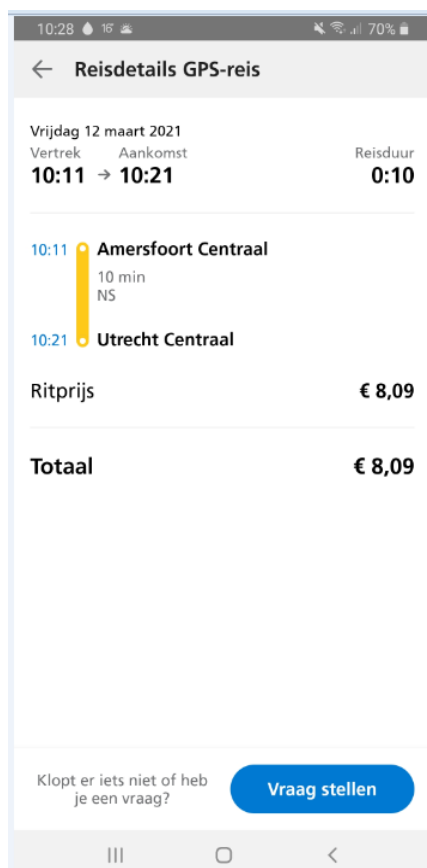 10:28 16° 70%
Reisdetails GPS-reis
Vrijdag 12 maart 2021
Vertrek Aankomst Reisduur
10:11 → 10:21 0:10
10:11 Amersfoort Centraal
10 min
NS
10:21 Utrecht Centraal
Ritprijs € 8,09
Totaal € 8,09
Klopt er iets niet of heb
je een vraag?
Vraag stellen